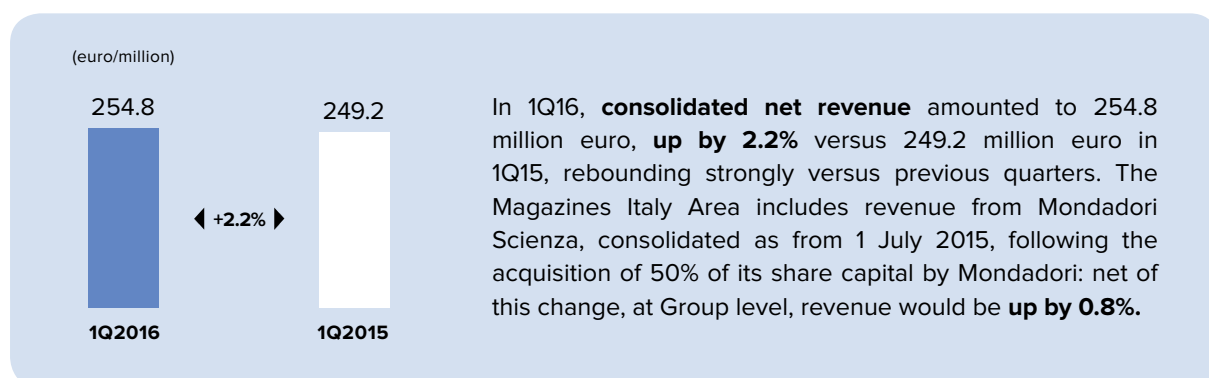 (euro/million)
254.8
249.2
+2.2%
1Q2016
1Q2015
In 1Q16, consolidated net revenue amounted to 254.8
million euro, up by 2.2% versus 249.2 million euro in
1Q15, rebounding strongly versus previous quarters. The
Magazines Italy Area includes revenue from Mondadori
Scienza, consolidated as from 1 July 2015, following the
acquisition of 50% of its share capital by Mondadori: net of
this change, at Group level, revenue would be up by 0.8%.